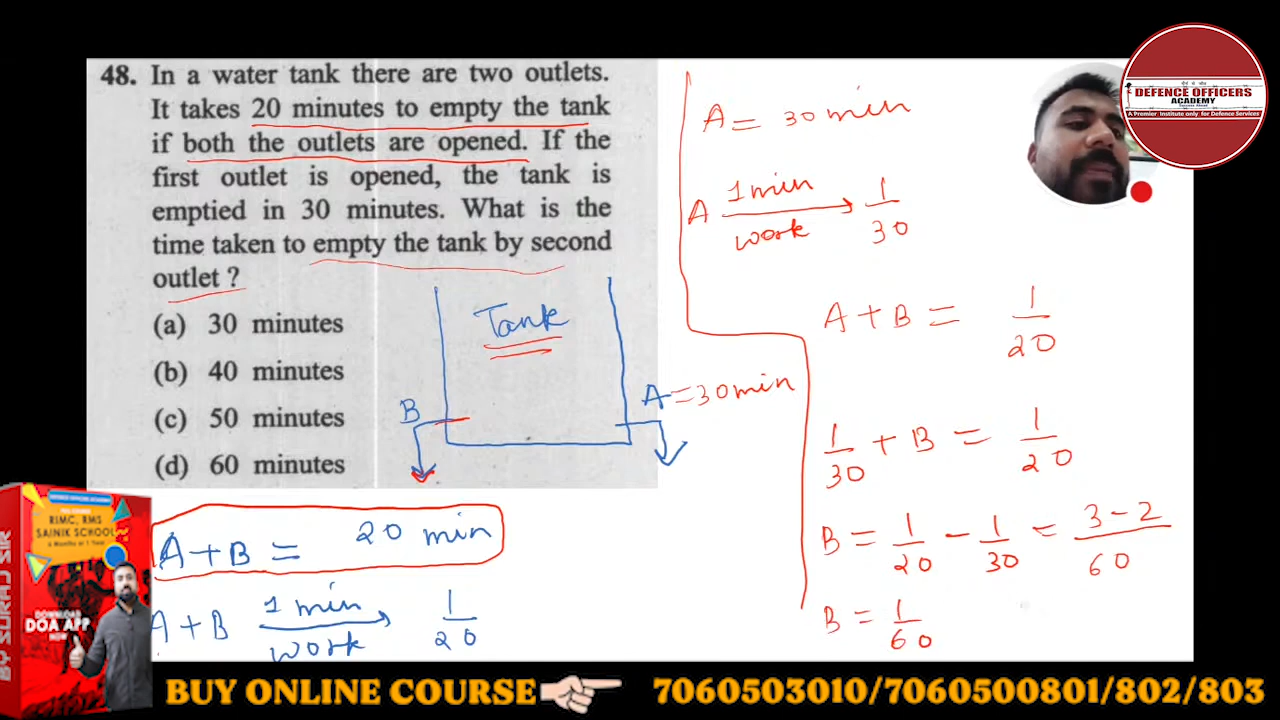 48. In a water tank there are two outlets.
It takes 20 minutes to empty the tank
if both the outlets are opened. If the
first outlet is opened, the tank is
emptied in 30 minutes. What is the
time taken to empty the tank by second
outlet ?
(a) 30 minutes
(b) 40 minutes
(c) 50 minutes
(d) 60 minutes
Tank
B
A = 30 min
A + B = 20 min
A + B 1 min work → 1/20
A = 30 min
A 1 min work → 1/30
A + B = 1/20
1/30 + B = 1/20
B = 1/20 - 1/30 = 3-2/60
B = 1/60
DEFENCE OFFICERS
ACADEMY
A Premier Institute only for Defence Services
RIMC, RMS
SAINIK SCHOOL
DOWNLOAD
DOA APP
NOW
BY SURAJ SIR
BUY ONLINE COURSE 7060503010/7060500801/802/803